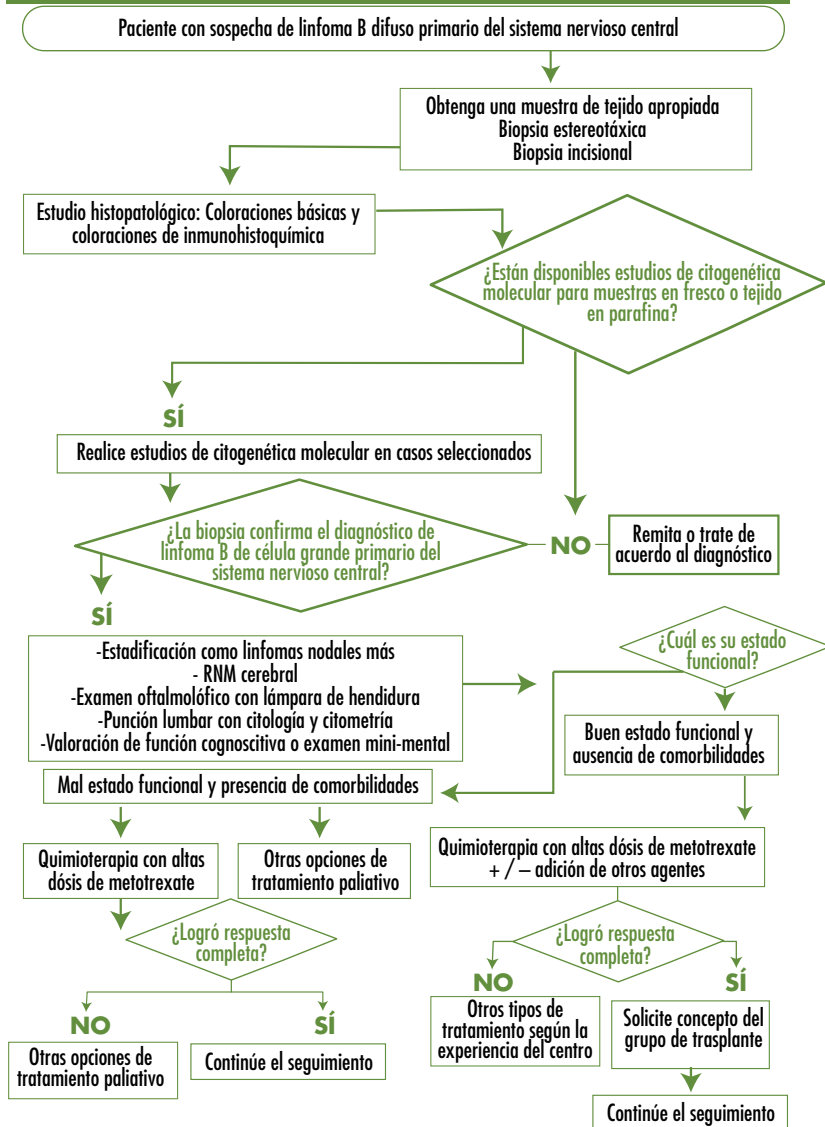 Paciente con sospecha de linfoma B difuso primario del sistema nervioso central
Obtenga una muestra de tejido apropiada
Biopsia estereotáxica
Biopsia incisional
Estudio histopatológico: Coloraciones básicas y
coloraciones de inmunohistoquímica
¿Están disponibles estudios de citogenética
molecular para muestras en fresco o tejido
en parafina?
SÍ
Realice estudios de citogenética molecular en casos seleccionados
¿La biopsia confirma el diagnóstico de
linfoma B de célula grande primario del
sistema nervioso central?
NO
Remita o trate de
acuerdo al diagnóstico
SÍ
-Estadificación como linfomas nodales más
- RNM cerebral
-Examen oftalmolófico con lámpara de hendidura
-Punción lumbar con citología y citometría
-Valoración de función cognoscitiva o examen mini-mental
¿Cuál es su estado
funcional?
Buen estado funcional y
ausencia de comorbilidades
Mal estado funcional y presencia de comorbilidades
Quimioterapia con altas
dósis de metotrexate
Otras opciones de
tratamiento paliativo
Quimioterapia con altas dósis de metotrexate
+ / – adición de otros agentes
¿Logró respuesta
completa?
¿Logró respuesta
completa?
NO
SÍ
NO
SÍ
Otras opciones de
tratamiento paliativo
Continúe el seguimiento
Otros tipos de
tratamiento según la
experiencia del centro
Solicite concepto del
grupo de trasplante
Continúe el seguimiento